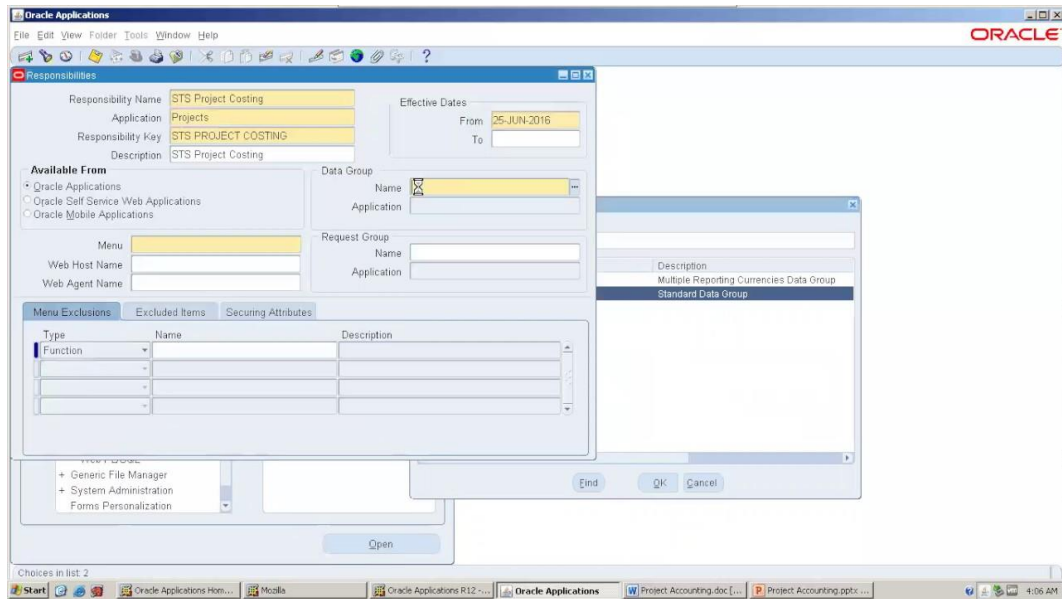 Oracle Applications
File Edit View Folder Tools Window Help
ORACLE
Responsibilities
Responsibility Name STS Project Costing
Application Projects
Responsibility Key STS PROJECT COSTING
Description STS Project Costing
Effective Dates
From 25-JUN-2016
To
Available From
Oracle Applications
Oracle Self Service Web Applications
Oracle Mobile Applications
Data Group
Name
Application
Menu
Web Host Name
Web Agent Name
Request Group
Name
Application
Description
Multiple Reporting Currencies Data Group
Standard Data Group
Menu Exclusions Excluded Items Securing Attributes
Type Name Description
Function
+ Generic File Manager
+ System Administration
Forms Personalization
Find OK Cancel
Open
Choices in list: 2
Start Oracle Applications Hom... Mozilla Oracle Applications R12 -... Oracle Applications Project Accounting.doc [... Project Accounting.pptx ... 4:06 AM